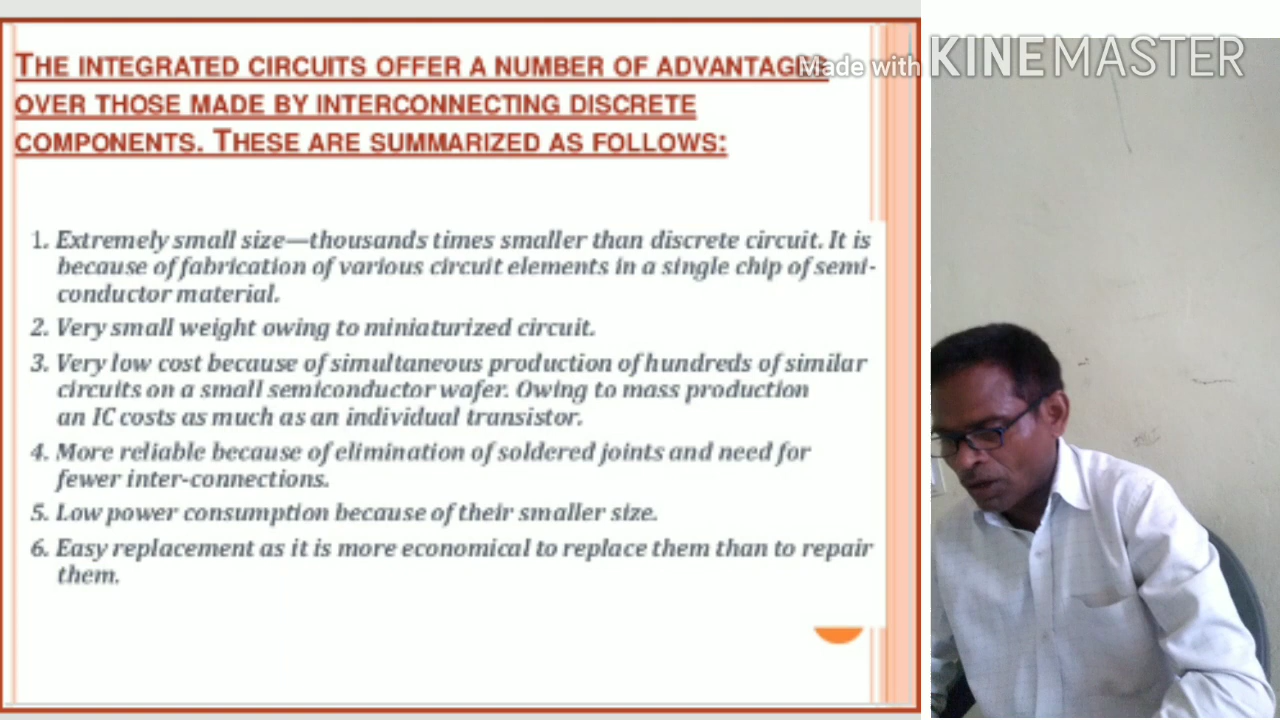 THE INTEGRATED CIRCUITS OFFER A NUMBER OF ADVANTAGES
OVER THOSE MADE BY INTERCONNECTING DISCRETE
COMPONENTS. THESE ARE SUMMARIZED AS FOLLOWS:
Made with KINEMASTER
1. Extremely small size—thousands times smaller than discrete circuit. It is
because of fabrication of various circuit elements in a single chip of semi-
conductor material.
2. Very small weight owing to miniaturized circuit.
3. Very low cost because of simultaneous production of hundreds of similar
circuits on a small semiconductor wafer. Owing to mass production
an IC costs as much as an individual transistor.
4. More reliable because of elimination of soldered joints and need for
fewer inter-connections.
5. Low power consumption because of their smaller size.
6. Easy replacement as it is more economical to replace them than to repair
them.